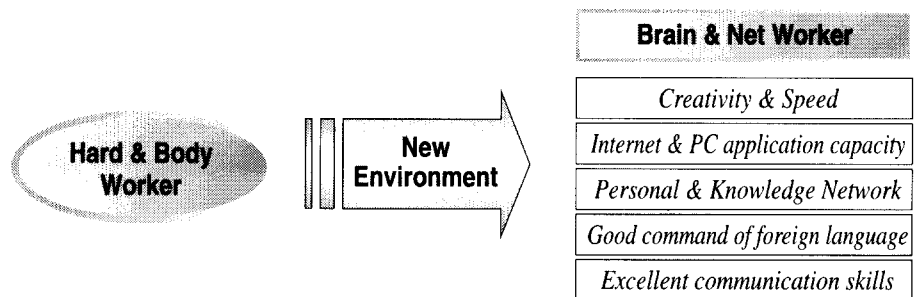 Hard & Body
Worker
New
Environment
Brain & Net Worker
Creativity & Speed
Internet & PC application capacity
Personal & Knowledge Network
Good command of foreign language
Excellent communication skills